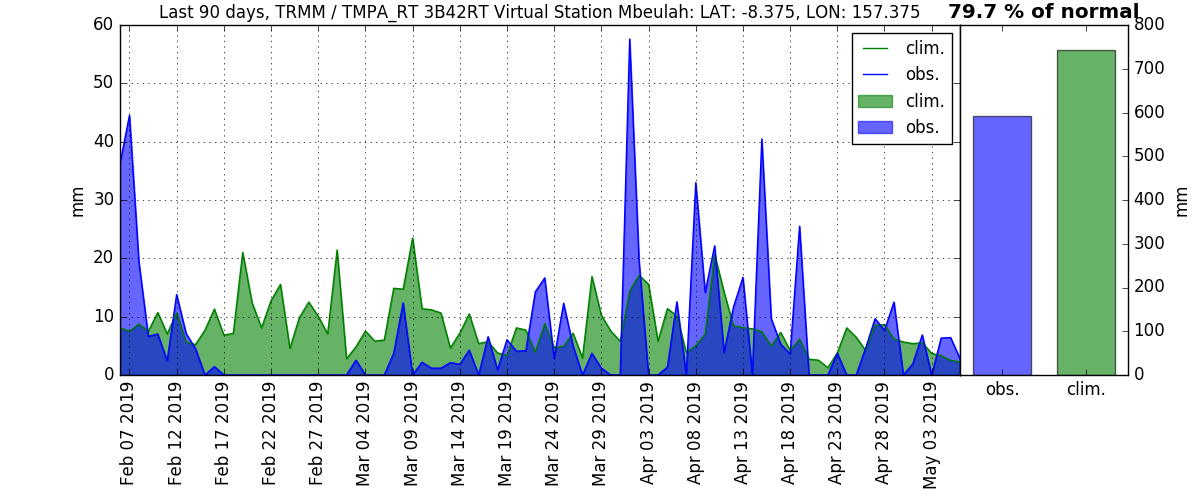 Last 90 days, TRMM / TMPA_RT 3B42RT Virtual Station Mbeulah: LAT: -8.375, LON: 157.375
79.7 % of normal
60
50
40
30
20
10
0
mm
clim.
obs.
clim.
obs.
Feb 07 2019
Feb 12 2019
Feb 17 2019
Feb 22 2019
Feb 27 2019
Mar 04 2019
Mar 09 2019
Mar 14 2019
Mar 19 2019
Mar 24 2019
Mar 29 2019
Apr 03 2019
Apr 08 2019
Apr 13 2019
Apr 18 2019
Apr 23 2019
Apr 28 2019
May 03 2019
800
700
600
500
400
300
200
100
0
mm
obs.
clim.